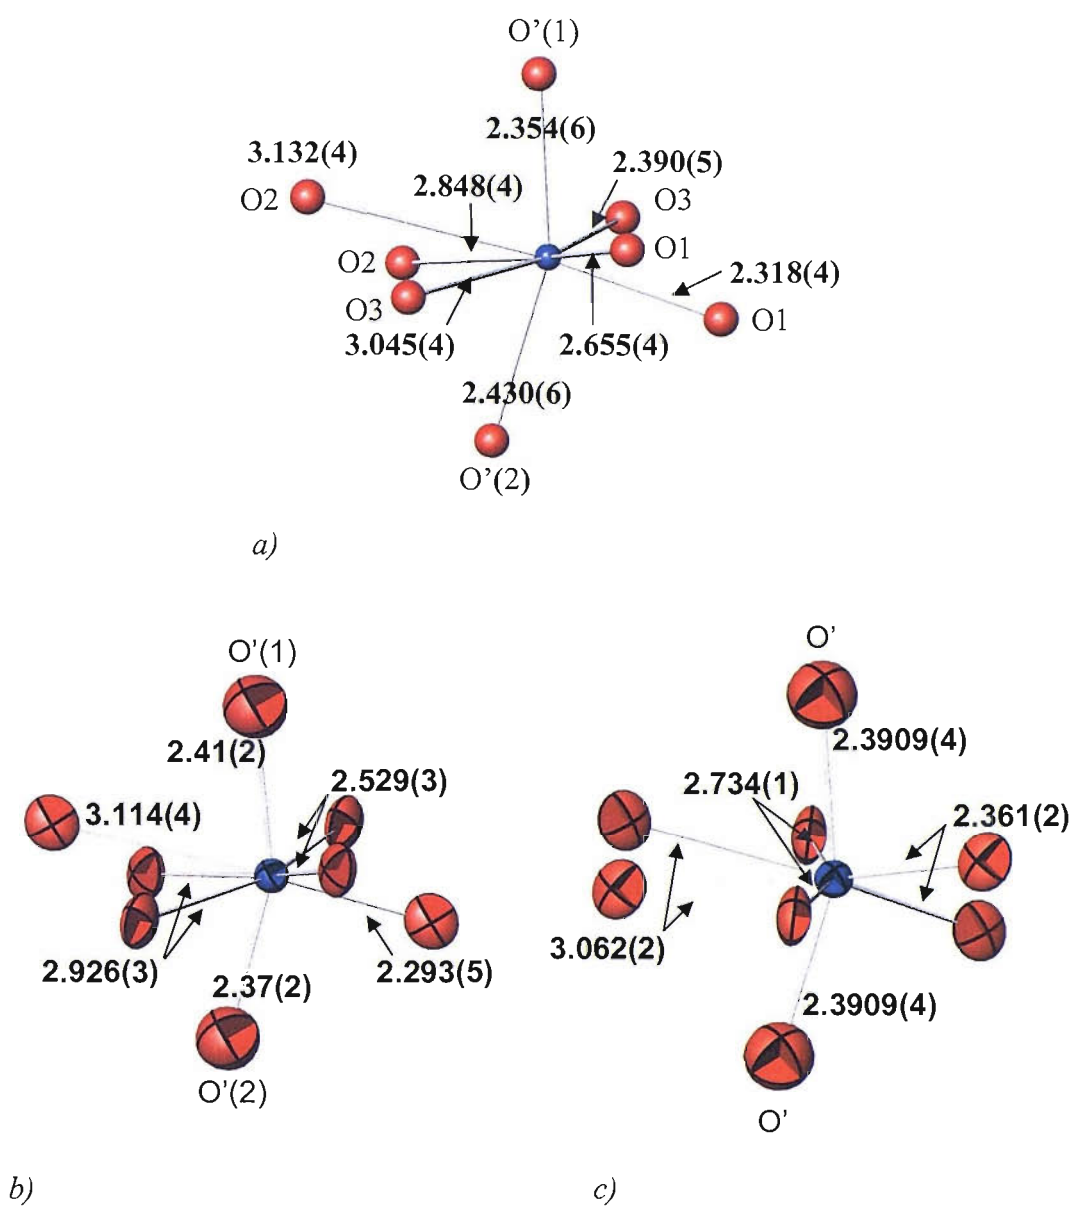 O’(1)
2.354(6)
3.132(4)
2.390(5)
2.848(4)
O2
O3
O2
O1
2.318(4)
O3
O1
3.045(4)
2.655(4)
2.430(6)
O’(2)
a)
O’(1)
2.41(2)
2.529(3)
3.114(4)
2.926(3)
2.293(5)
2.37(2)
O’(2)
b)
O’
2.3909(4)
2.734(1)
2.361(2)
3.062(2)
2.3909(4)
O’
c)